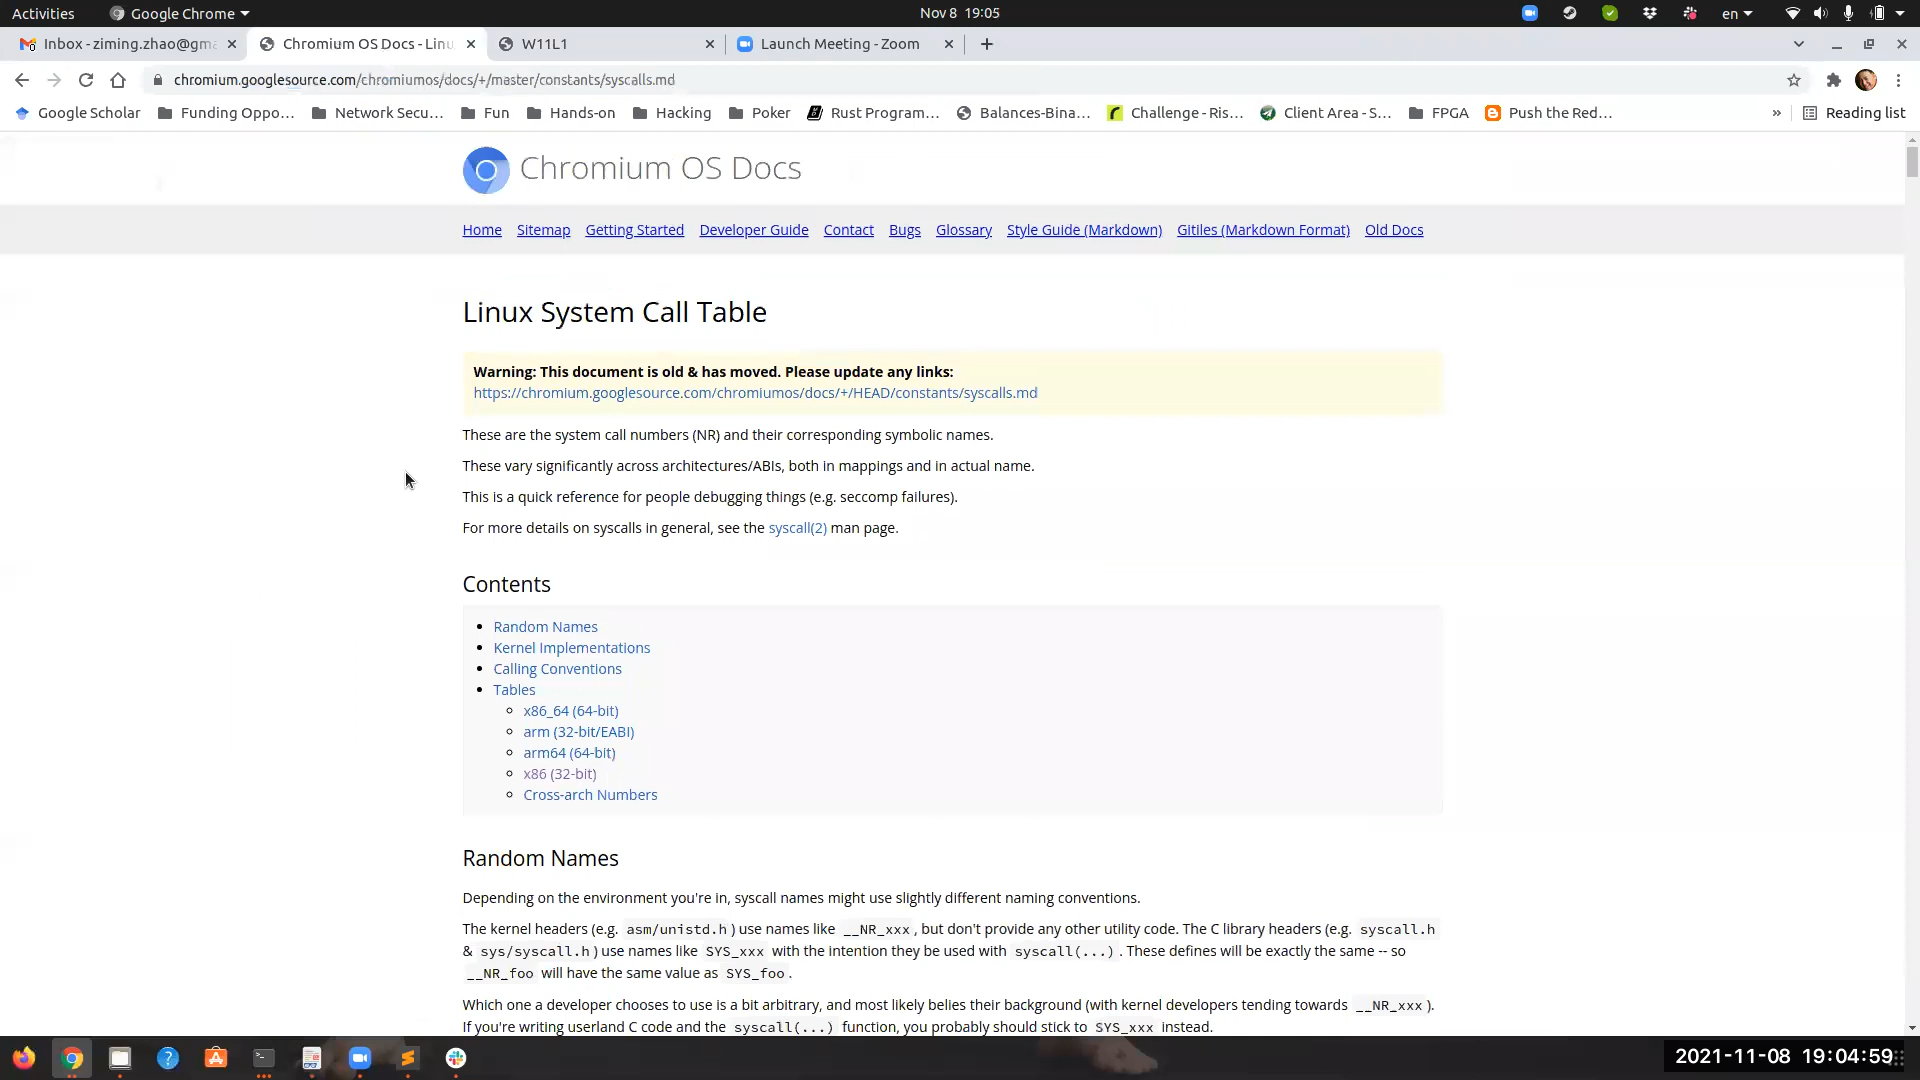 Activities Google Chrome Nov 8 19:05 en
Inbox - ziming.zhao@gma Chromium OS Docs - Linu W11L1 Launch Meeting - Zoom
chromium.googlesource.com/chromiumos/docs/+/master/constants/syscalls.md
Google Scholar Funding Oppo... Network Secu... Fun Hands-on Hacking Poker Rust Program... Balances-Bina... Challenge - Ris... Client Area - S... FPGA Push the Red... » Reading list
Chromium OS Docs
Home Sitemap Getting Started Developer Guide Contact Bugs Glossary Style Guide (Markdown) Gitiles (Markdown Format) Old Docs
Linux System Call Table
Warning: This document is old & has moved. Please update any links:
https://chromium.googlesource.com/chromiumos/docs/+/HEAD/constants/syscalls.md
These are the system call numbers (NR) and their corresponding symbolic names.
These vary significantly across architectures/ABIs, both in mappings and in actual name.
This is a quick reference for people debugging things (e.g. seccomp failures).
For more details on syscalls in general, see the syscall(2) man page.
Contents
Random Names
Kernel Implementations
Calling Conventions
Tables
x86_64 (64-bit)
arm (32-bit/EABI)
arm64 (64-bit)
x86 (32-bit)
Cross-arch Numbers
Random Names
Depending on the environment you're in, syscall names might use slightly different naming conventions.
The kernel headers (e.g. asm/unistd.h) use names like __NR_xxx, but don't provide any other utility code. The C library headers (e.g. syscall.h
& sys/syscall.h) use names like SYS_xxx with the intention they be used with syscall(...). These defines will be exactly the same -- so
__NR_foo will have the same value as SYS_foo.
Which one a developer chooses to use is a bit arbitrary, and most likely belies their background (with kernel developers tending towards __NR_xxx).
If you're writing userland C code and the syscall(...) function, you probably should stick to SYS_xxx instead.
2021-11-08 19:04:59